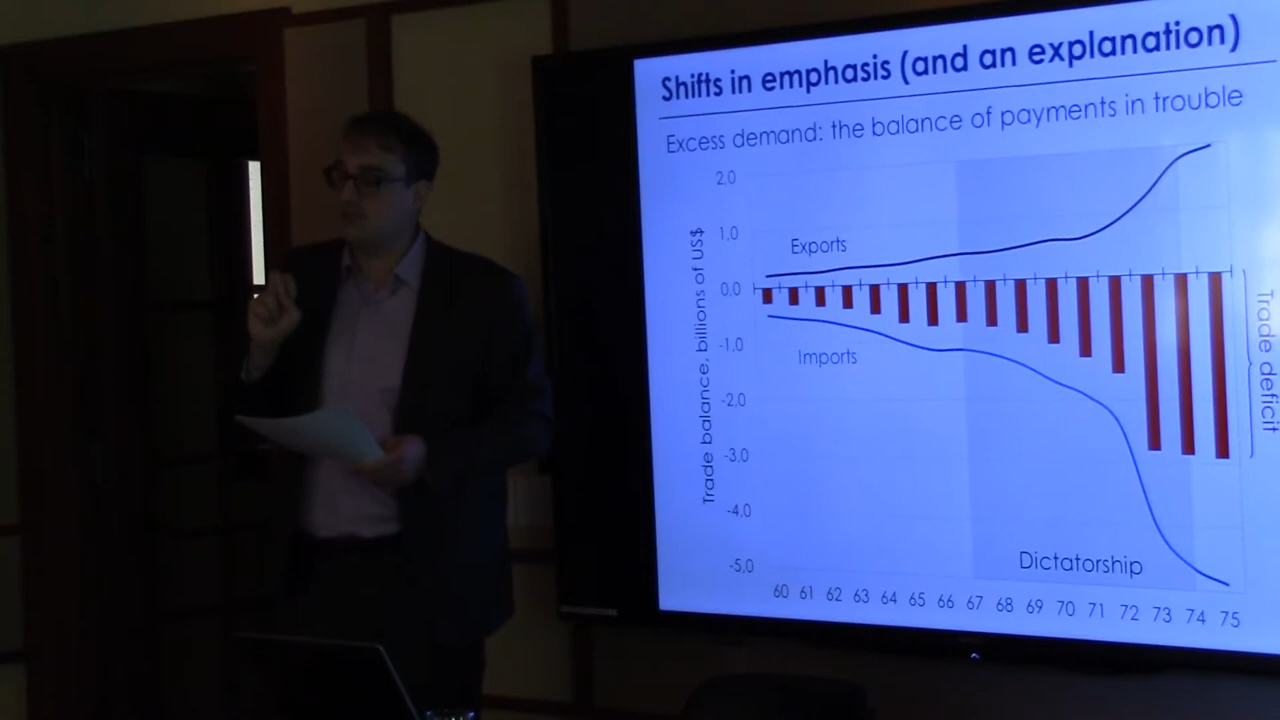 Shifts in emphasis (and an explanation)
Excess demand: the balance of payments in trouble
Trade balance, billions of US$
2,0
1,0
0,0
-1,0
-2,0
-3,0
-4,0
-5,0
Exports
Imports
Dictatorship
Trade deficit
60 61 62 63 64 65 66 67 68 69 70 71 72 73 74 75